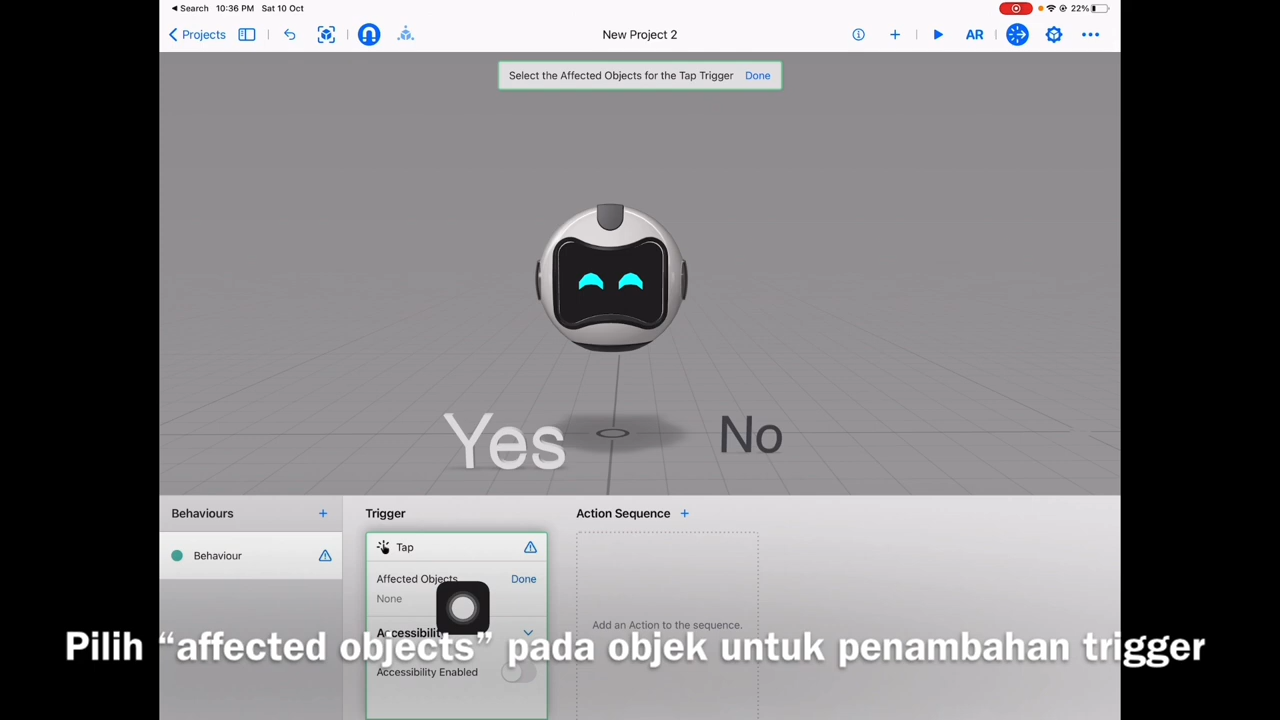 Search 10:36 PM Sat 10 Oct 22%
Projects New Project 2 AR
Select the Affected Objects for the Tap Trigger Done
Yes No
Behaviours + Trigger Action Sequence +
Tap
Behaviour
Affected Objects Done
None
Add an Action to the sequence.
Accessibility
Pilih “affected objects” pada objek untuk penambahan trigger
Accessibility Enabled